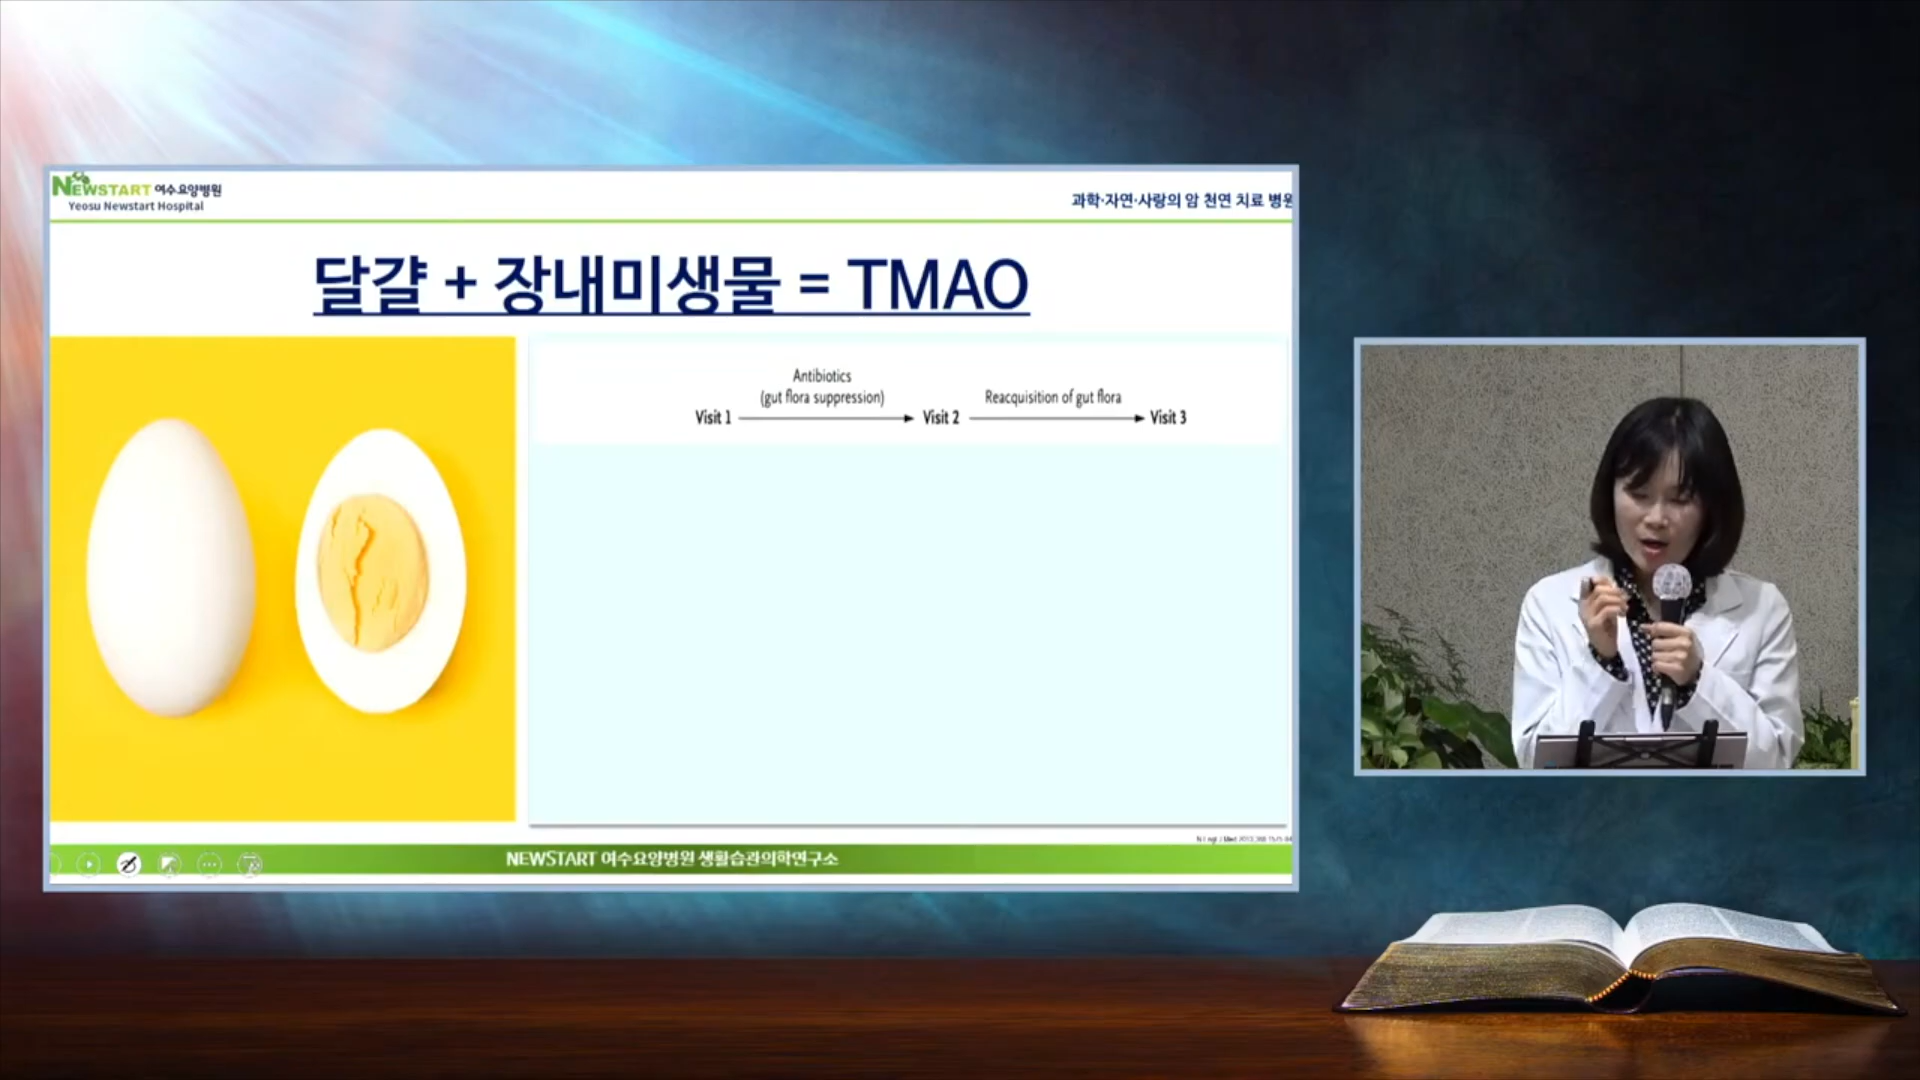 NEWSTART 여수요양병원
Yeosu Newstart Hospital
과학·자연·사랑의 암 천연 치료 병원
달걀 + 장내미생물 = TMAO
Antibiotics
(gut flora suppression)
Reacquisition of gut flora
Visit 1
Visit 2
Visit 3
NEWSTART 여수요양병원 생활습관의학연구소